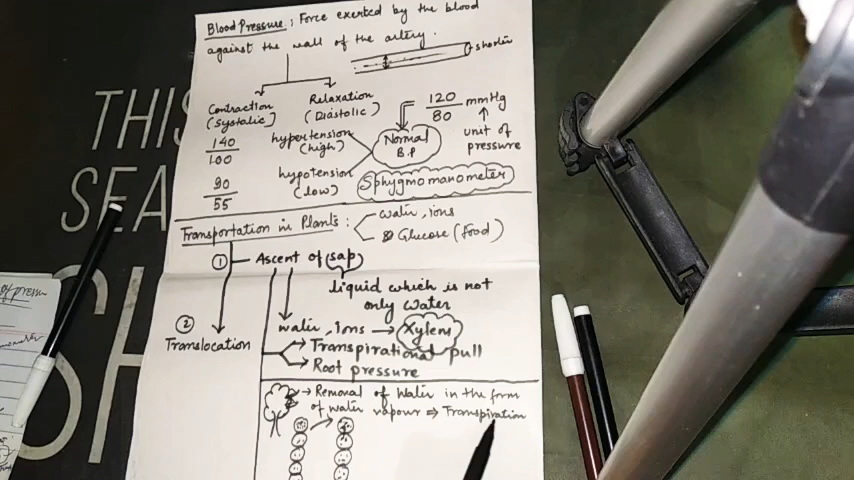 Blood Pressure : Force exerted by the blood
against the wall of the artery.
shorter
Contraction
(Systolic)
Relaxation
(Diastolic)
120
80
mmHg
unit of
pressure
Normal
B.P
hypertension
(high)
140
100
hypotension
(low)
90
55
Sphygmomanometer
Transportation in Plants :
water, ions
Glucose (food)
① Ascent of (sap)
liquid which is not
only water
② Translocation
water, ions → Xylem
→ Transpirational pull
→ Root pressure
→ Removal of water in the form
of water vapour ⇒ Transpiration
THIS
SEA
SH
of pressur